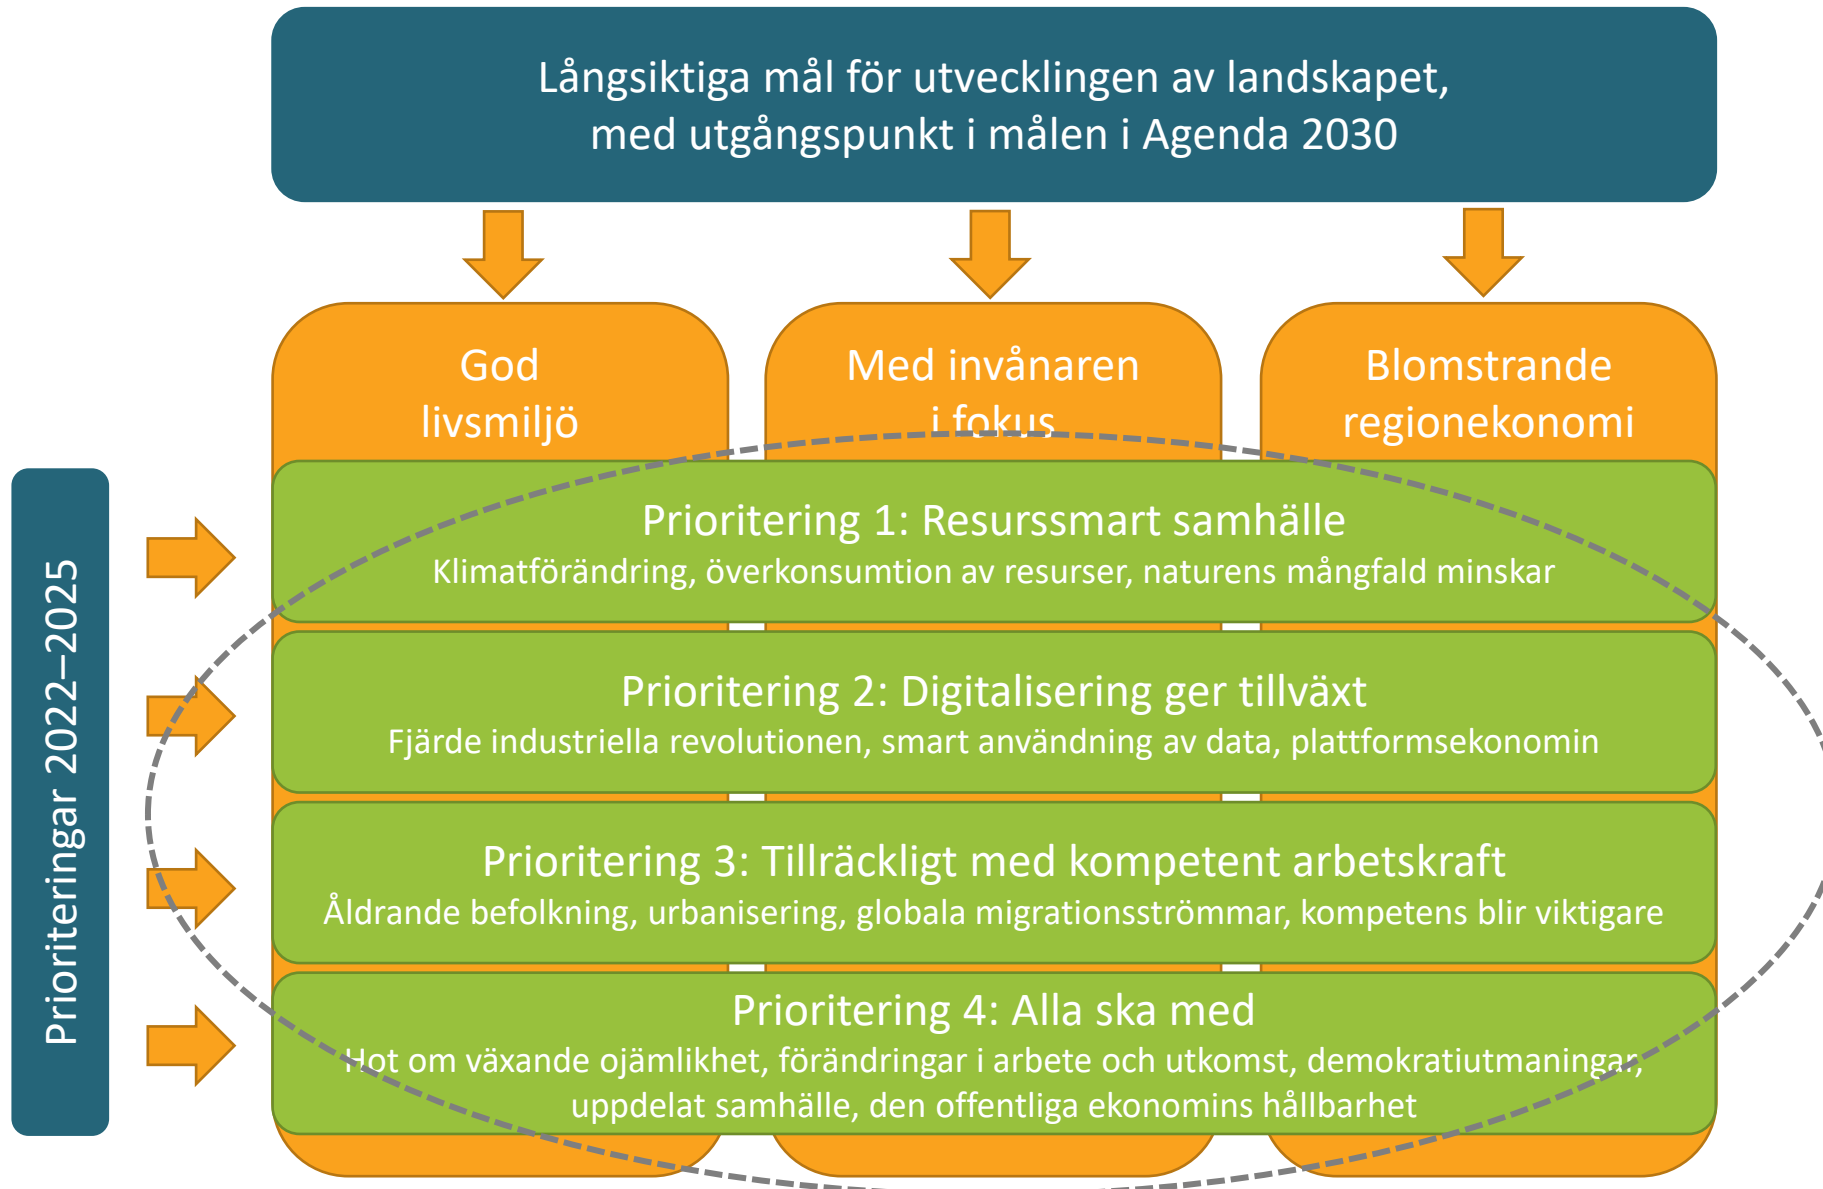 Långsiktiga mål för utvecklingen av landskapet,
med utgångspunkt i målen i Agenda 2030
God
livsmiljö
Med invånaren
i fokus
Blomstrande
regionekonomi
Prioriteringar 2022–2025
Prioritering 1: Resurssmart samhälle
Klimatförändring, överkonsumtion av resurser, naturens mångfald minskar
Prioritering 2: Digitalisering ger tillväxt
Fjärde industriella revolutionen, smart användning av data, plattformsekonomin
Prioritering 3: Tillräckligt med kompetent arbetskraft
Åldrande befolkning, urbanisering, globala migrationsströmmar, kompetens blir viktigare
Prioritering 4: Alla ska med
Hot om växande ojämlikhet, förändringar i arbete och utkomst, demokratiutmaningar,
uppdelat samhälle, den offentliga ekonomins hållbarhet